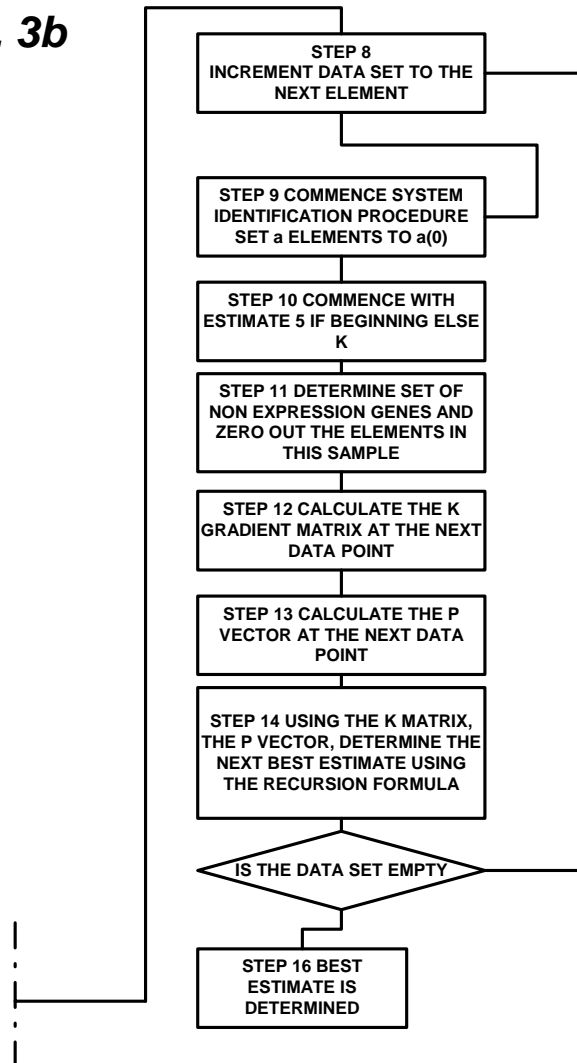 3b
STEP 8
INCREMENT DATA SET TO THE
NEXT ELEMENT
STEP 9 COMMENCE SYSTEM
IDENTIFICATION PROCEDURE
SET a ELEMENTS TO a(0)
STEP 10 COMMENCE WITH
ESTIMATE 5 IF BEGINNING ELSE
K
STEP 11 DETERMINE SET OF
NON EXPRESSION GENES AND
ZERO OUT THE ELEMENTS IN
THIS SAMPLE
STEP 12 CALCULATE THE K
GRADIENT MATRIX AT THE NEXT
DATA POINT
STEP 13 CALCULATE THE P
VECTOR AT THE NEXT DATA
POINT
STEP 14 USING THE K MATRIX,
THE P VECTOR, DETERMINE THE
NEXT BEST ESTIMATE USING
THE RECURSION FORMULA
IS THE DATA SET EMPTY
STEP 16 BEST
ESTIMATE IS
DETERMINED